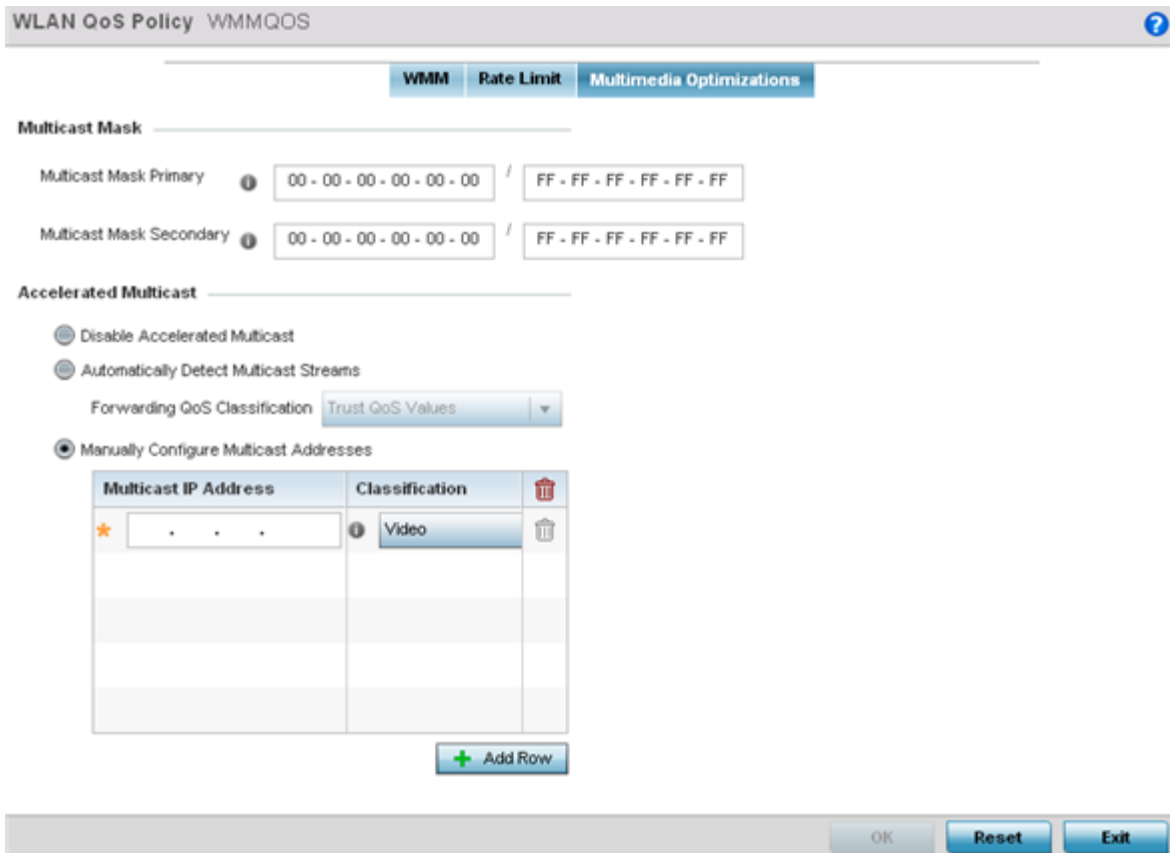 WLAN QoS Policy WMMQOS ?
WMM Rate Limit Multimedia Optimizations
Multicast Mask
Multicast Mask Primary i 00 - 00 - 00 - 00 - 00 - 00 / FF - FF - FF - FF - FF - FF
Multicast Mask Secondary i 00 - 00 - 00 - 00 - 00 - 00 / FF - FF - FF - FF - FF - FF
Accelerated Multicast
Disable Accelerated Multicast
Automatically Detect Multicast Streams
Forwarding QoS Classification Trust QoS Values
Manually Configure Multicast Addresses
Multicast IP Address Classification
* . . . i Video
+ Add Row
OK Reset Exit